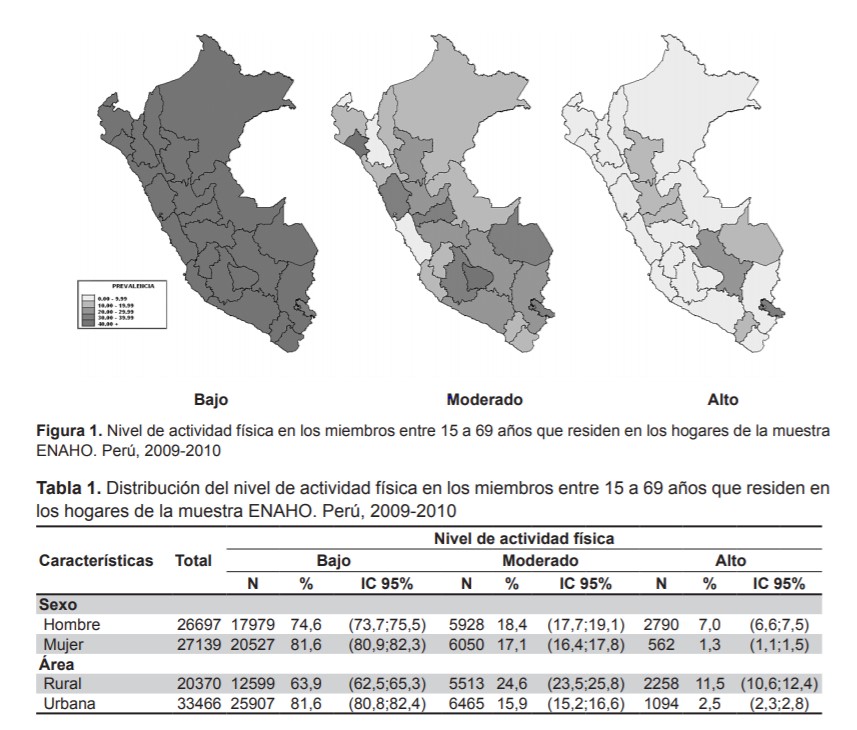 PREVALENCIA
0,00 - 9,99
10,00 - 19,99
20,00 - 29,99
30,00 - 39,99
40,00 +
Bajo Moderado Alto
Figura 1. Nivel de actividad física en los miembros entre 15 a 69 años que residen en los hogares de la muestra
ENAHO. Perú, 2009-2010
Tabla 1. Distribución del nivel de actividad física en los miembros entre 15 a 69 años que residen en
los hogares de la muestra ENAHO. Perú, 2009-2010
Nivel de actividad física
Características Total Bajo Moderado Alto
N % IC 95% N % IC 95% N % IC 95%
Sexo
Hombre 26697 17979 74,6 (73,7;75,5) 5928 18,4 (17,7;19,1) 2790 7,0 (6,6;7,5)
Mujer 27139 20527 81,6 (80,9;82,3) 6050 17,1 (16,4;17,8) 562 1,3 (1,1;1,5)
Área
Rural 20370 12599 63,9 (62,5;65,3) 5513 24,6 (23,5;25,8) 2258 11,5 (10,6;12,4)
Urbana 33466 25907 81,6 (80,8;82,4) 6465 15,9 (15,2;16,6) 1094 2,5 (2,3;2,8)